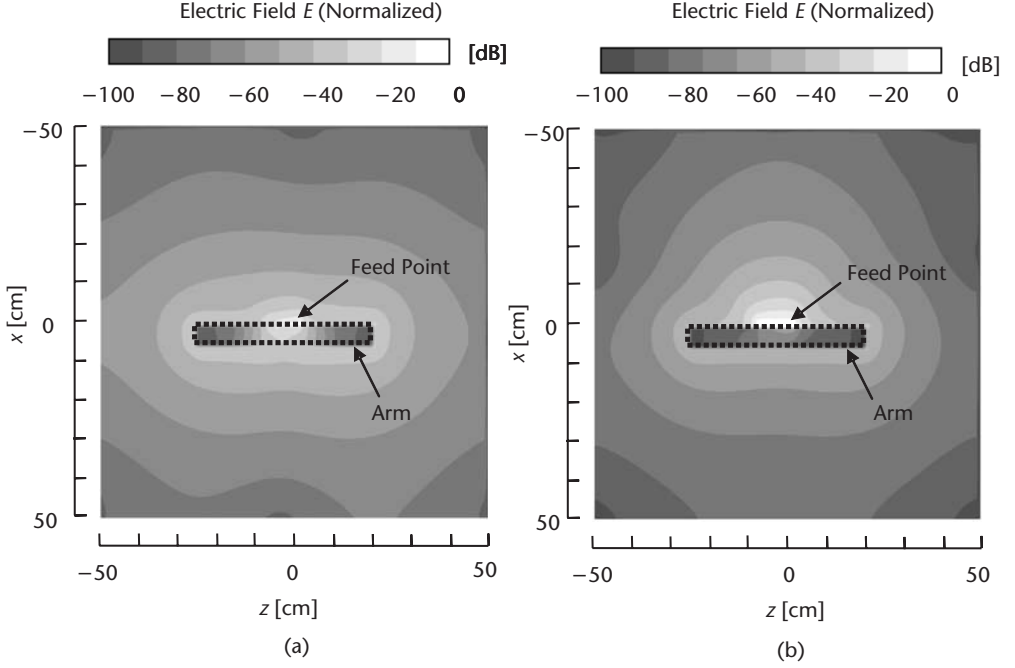 Electric Field E (Normalized)
[dB]
−100 −80 −60 −40 −20 0
−50
0
50
x [cm]
Feed Point
Arm
−50 0 50
z [cm]
(a)
Electric Field E (Normalized)
[dB]
−100 −80 −60 −40 −20 0
−50
0
50
x [cm]
Feed Point
Arm
−50 0 50
z [cm]
(b)